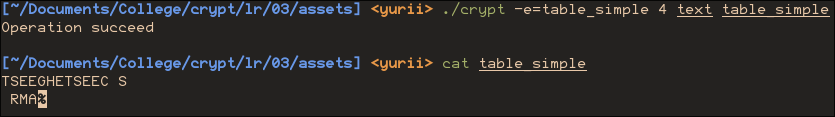 [~/Documents/College/crypt/lr/03/assets] <yurii> ./crypt -e=table_simple 4 text table_simple
Operation succeed
[~/Documents/College/crypt/lr/03/assets] <yurii> cat table_simple
TSEEGHETSEEC S
 RMA%